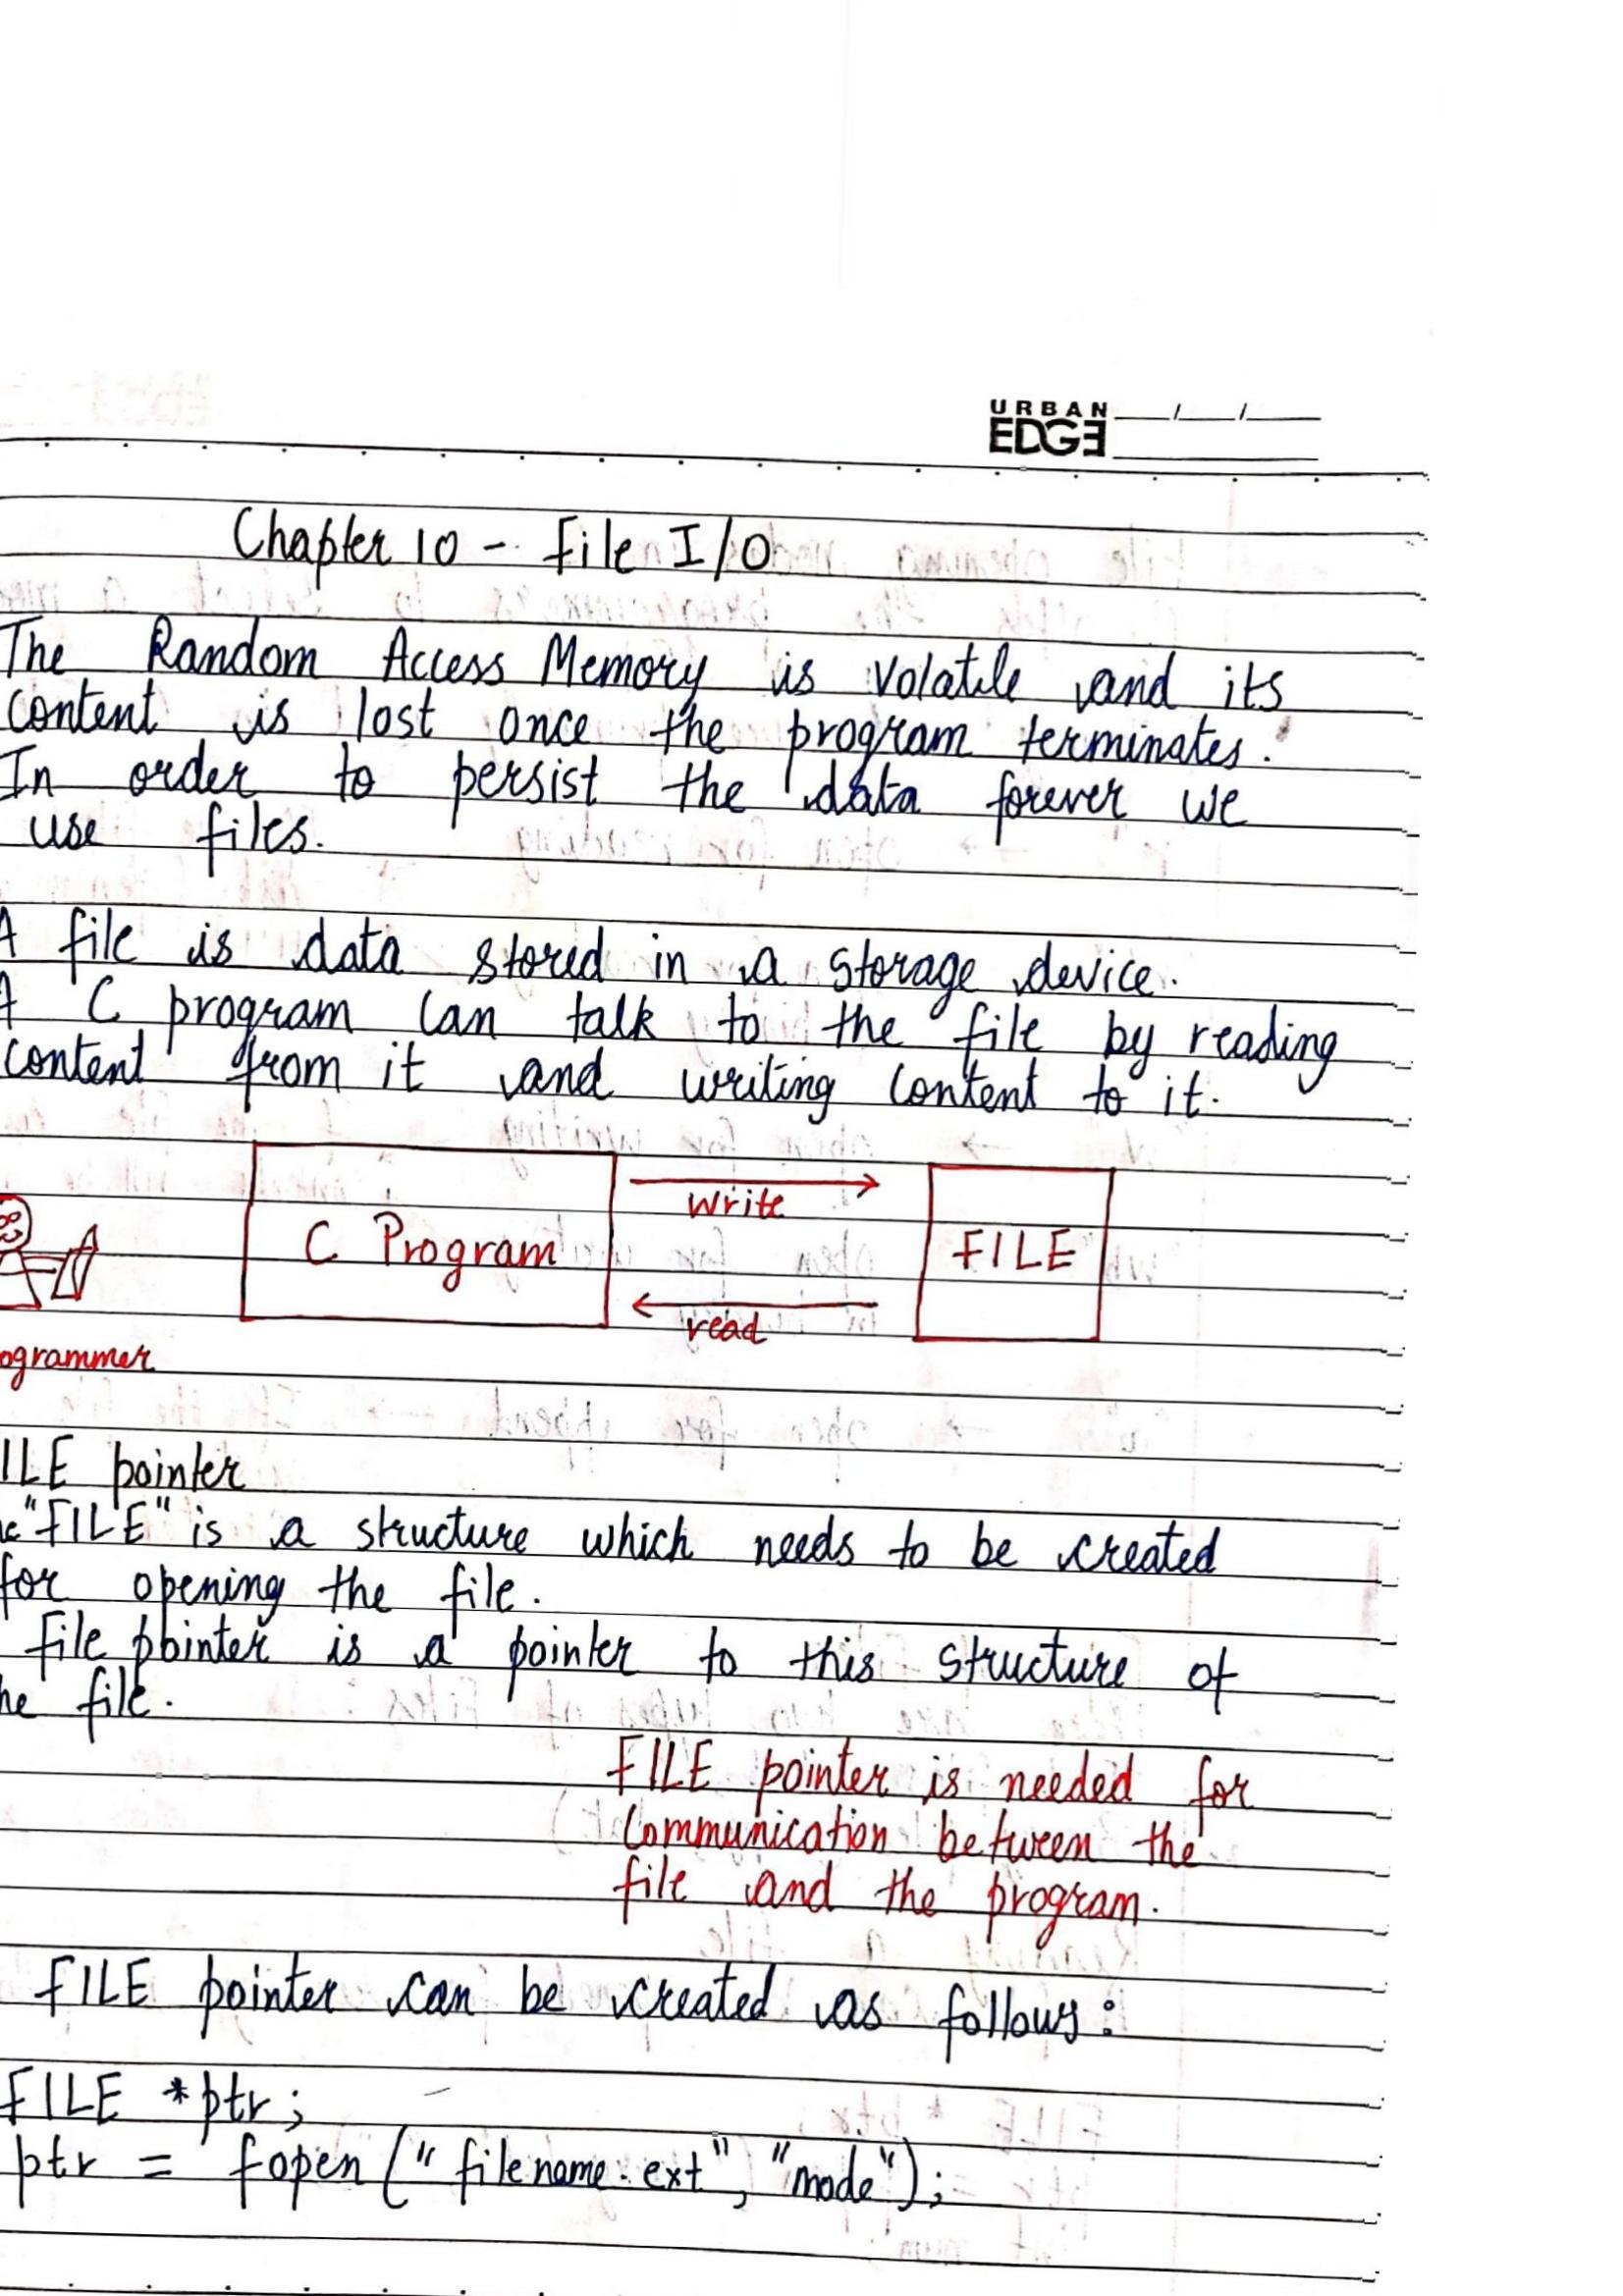 URBAN
EDGE
Chapter 10 - File I/O
The Random Access Memory is volatile and its
content is lost once the program terminates.
In order to persist the data forever we
use files.
A file is data stored in a storage device.
A C program can talk to the file by reading
content from it and writing content to it.
C Program
write
FILE
read
ogrammer
ILE pointer
"FILE" is a structure which needs to be created
for opening the file.
file pointer is a pointer to this structure of
he file.
FILE pointer is needed for
communication between the
file and the program.
FILE pointer can be created as follows:
FILE *ptr;
ptr = fopen("filename.ext", "mode");